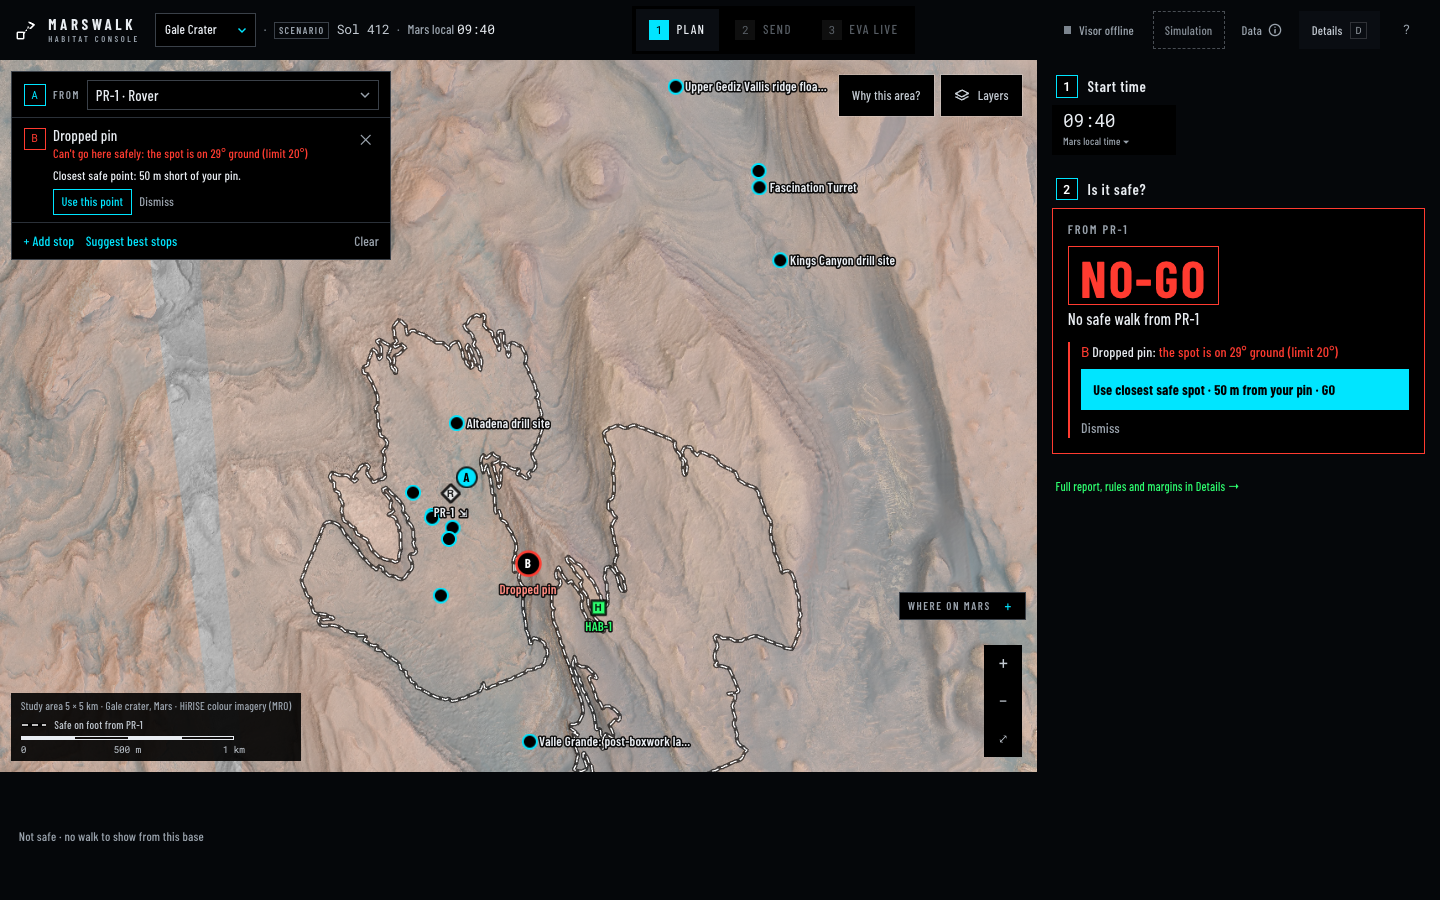 MARSWALK
HABITAT CONSOLE
Gale Crater
· SCENARIO Sol 412 · Mars local 09:40
1 PLAN
2 SEND
3 EVA LIVE
Visor offline
Simulation
Data
Details D
?
A FROM PR-1 · Rover
B Dropped pin
Can't go here safely: the spot is on 29° ground (limit 20°)
Closest safe point: 50 m short of your pin.
Use this point Dismiss
+ Add stop Suggest best stops Clear
Upper Gediz Vallis ridge floa...
Why this area?
Layers
Fascination Turret
Kings Canyon drill site
Altadena drill site
A
R
PR-1
B
Dropped pin
H
HAB-1
Valle Grande: (post-boxwork la...
WHERE ON MARS +
+
−
Study area 5 × 5 km · Gale crater, Mars · HiRISE colour imagery (MRO)
Safe on foot from PR-1
0 500 m 1 km
Not safe · no walk to show from this base
1 Start time
09:40
Mars local time
2 Is it safe?
FROM PR-1
NO-GO
No safe walk from PR-1
B Dropped pin: the spot is on 29° ground (limit 20°)
Use closest safe spot · 50 m from your pin · GO
Dismiss
Full report, rules and margins in Details →